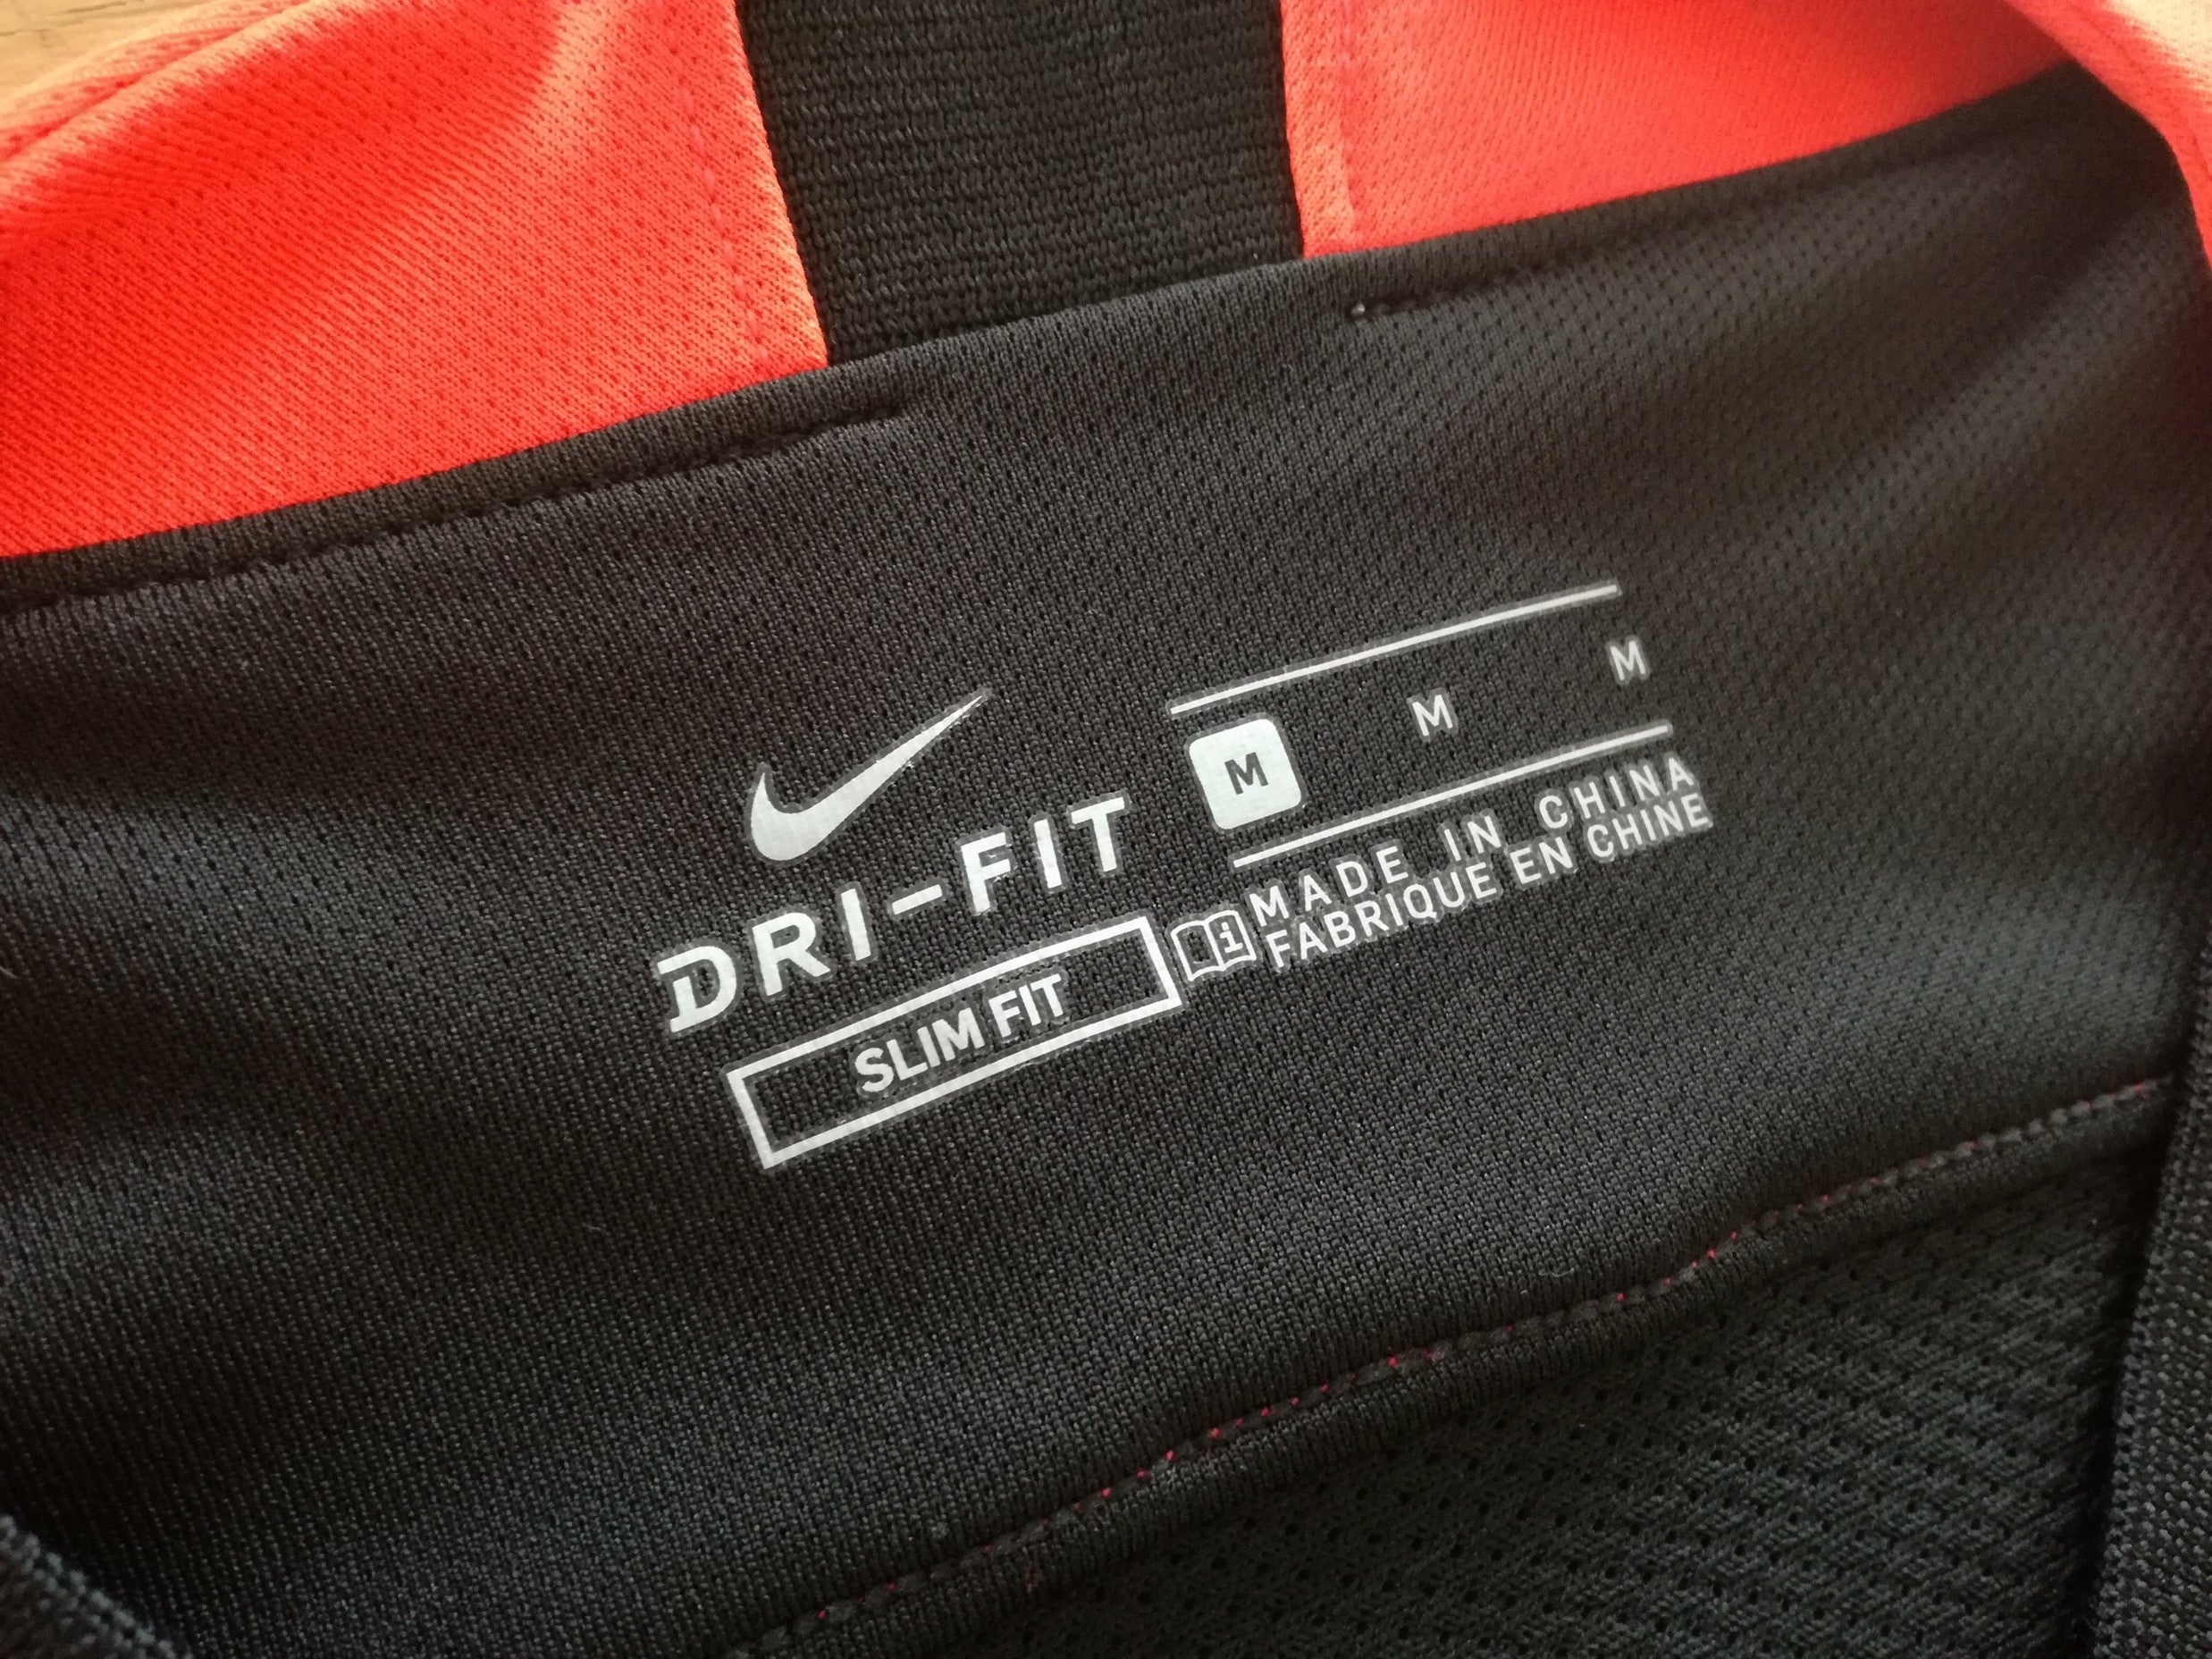 DRI-FIT
SLIM FIT
M M M
MADE IN CHINA
FABRIQUE EN CHINE